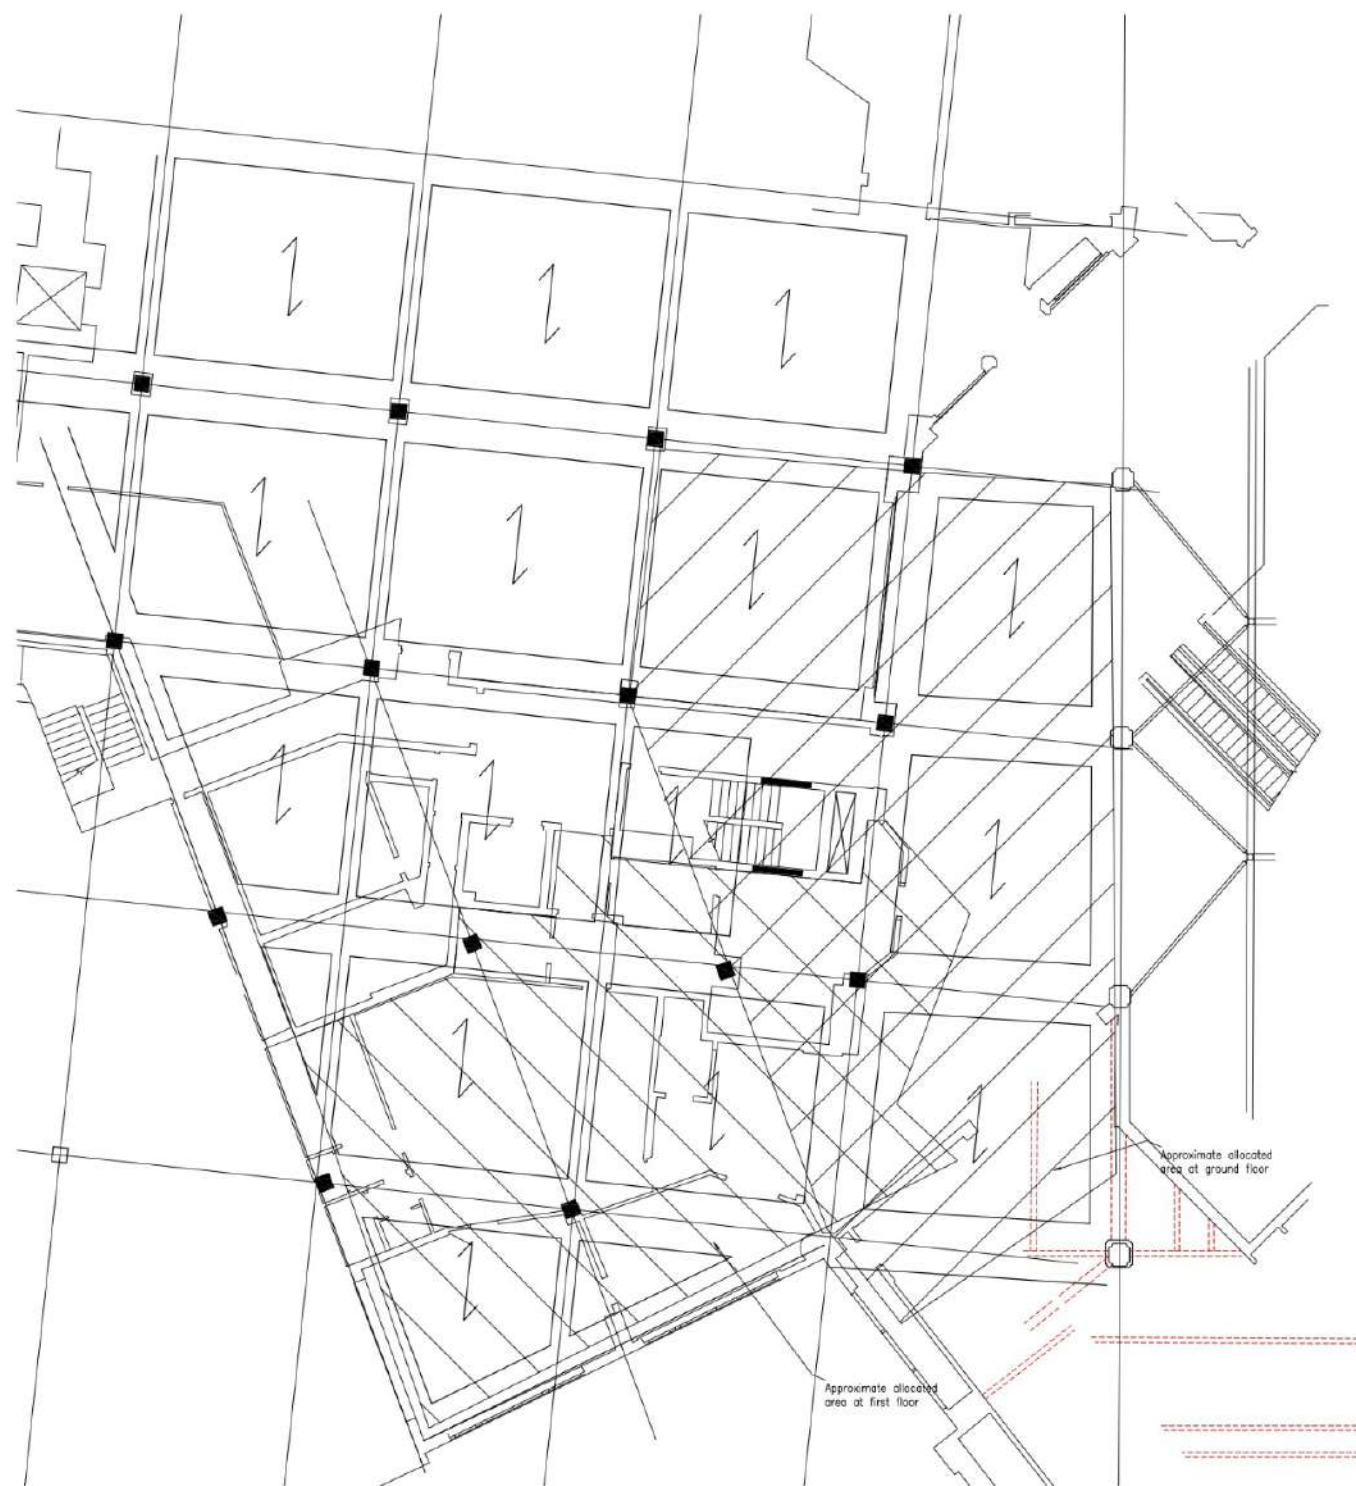 Approximate allocated
area at ground floor
Approximate allocated
area at first floor